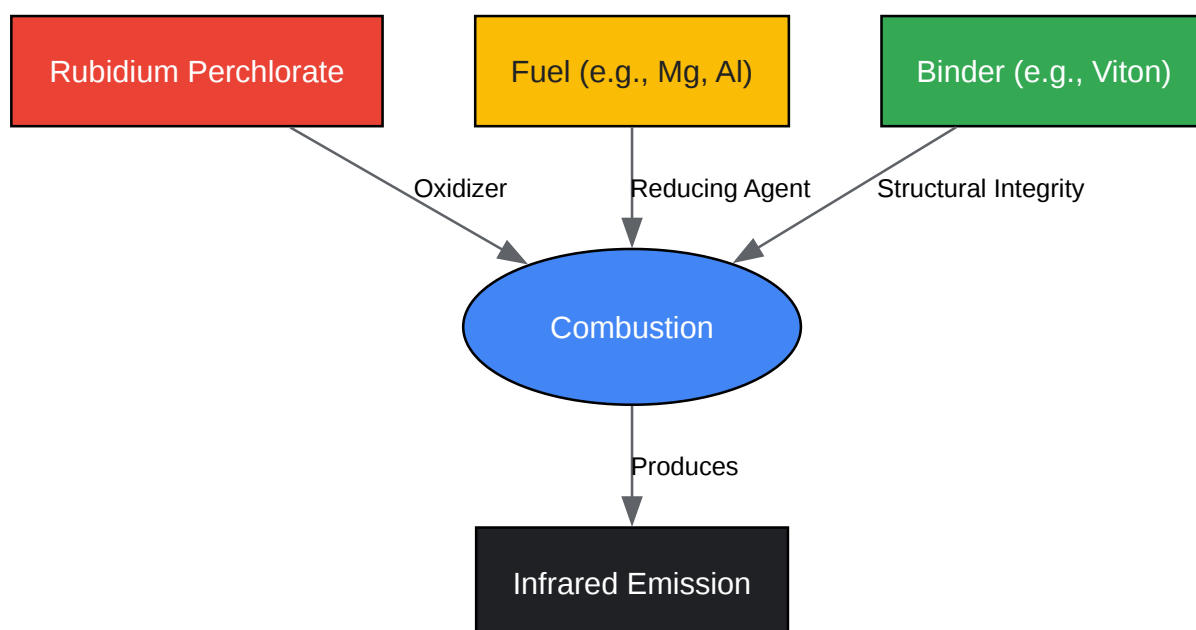 Rubidium Perchlorate
Fuel (e.g., Mg, Al)
Binder (e.g., Viton)
Oxidizer
Reducing Agent
Structural Integrity
Combustion
Produces
Infrared Emission